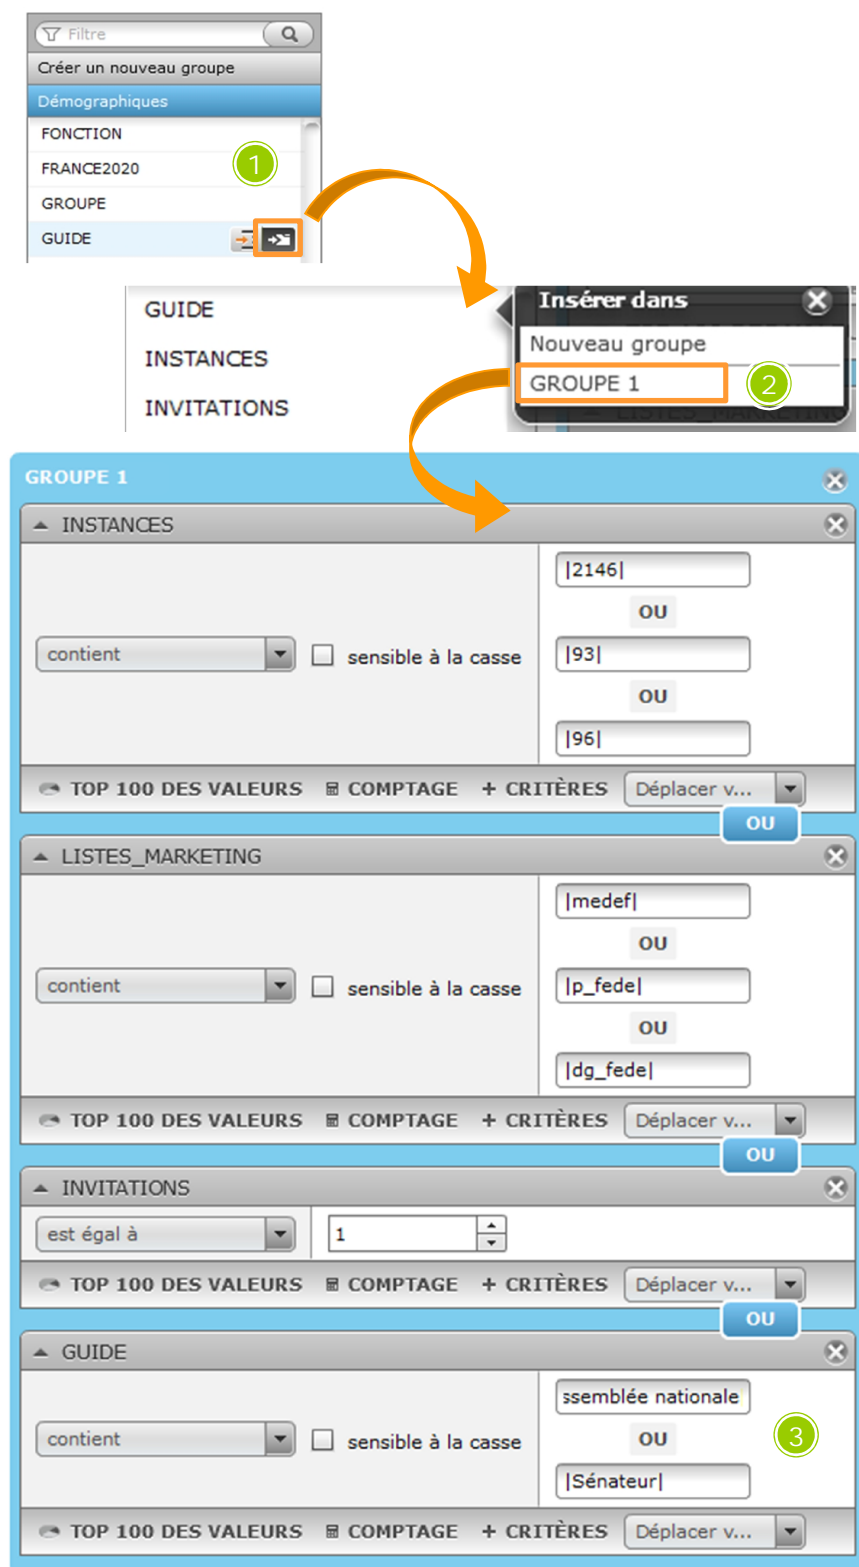 Filtre
Créer un nouveau groupe
Démographiques
FONCTION
FRANCE2020
1
GROUPE
GUIDE
GUIDE
INSTANCES
INVITATIONS
Insérer dans
Nouveau groupe
GROUPE 1
2
LISTES_MARKETING
GROUPE 1
INSTANCES
|2146|
OU
contient
sensible à la casse
|93|
OU
|96|
TOP 100 DES VALEURS COMPTAGE + CRITÈRES Déplacer v...
OU
LISTES_MARKETING
|medef|
OU
contient
sensible à la casse
|p_fede|
OU
|dg_fede|
TOP 100 DES VALEURS COMPTAGE + CRITÈRES Déplacer v...
OU
INVITATIONS
est égal à
1
TOP 100 DES VALEURS COMPTAGE + CRITÈRES Déplacer v...
OU
GUIDE
ssemblée nationale
contient
sensible à la casse
OU
3
|Sénateur|
TOP 100 DES VALEURS COMPTAGE + CRITÈRES Déplacer v...